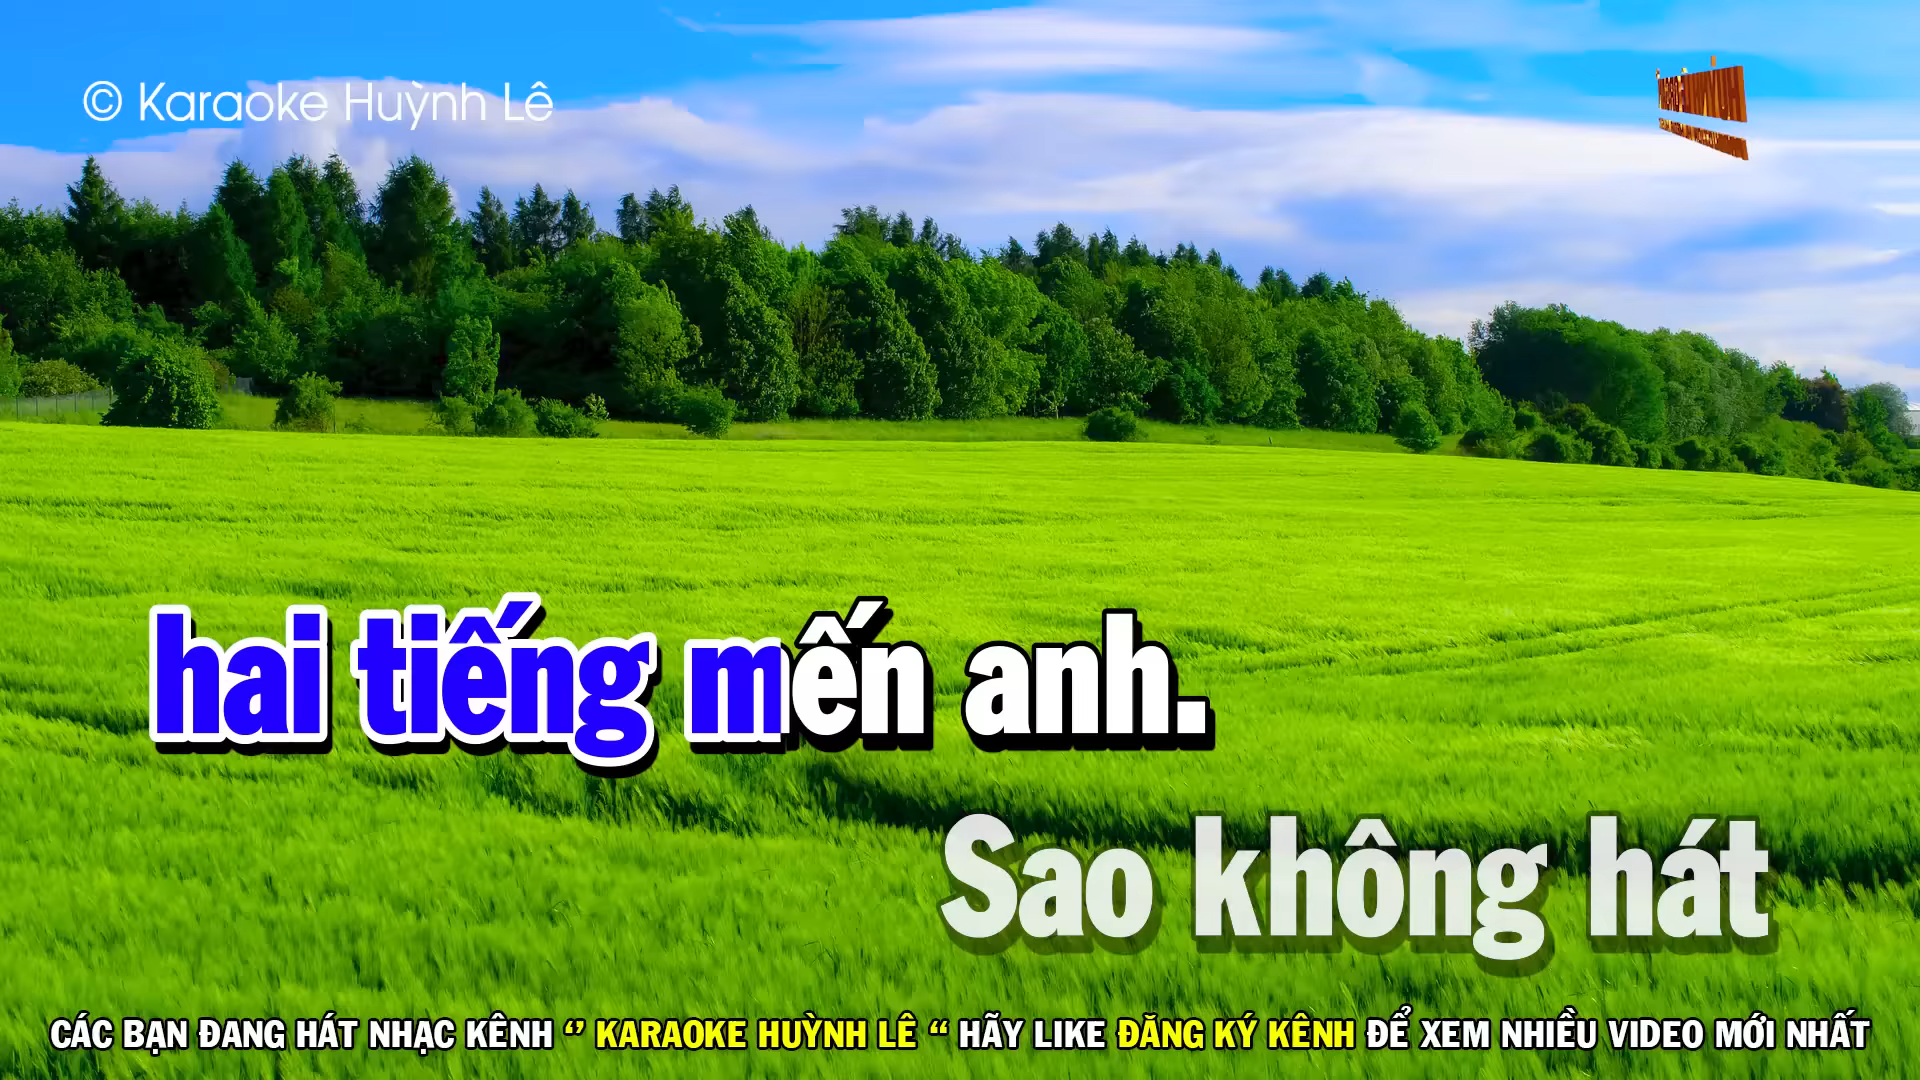 © Karaoke Huỳnh Lê
hai tiếng mến anh.
Sao không hát
CÁC BẠN ĐANG HÁT NHẠC KÊNH ‘’ KARAOKE HUỲNH LÊ “ HÃY LIKE ĐĂNG KÝ KÊNH ĐỂ XEM NHIỀU VIDEO MỚI NHẤT